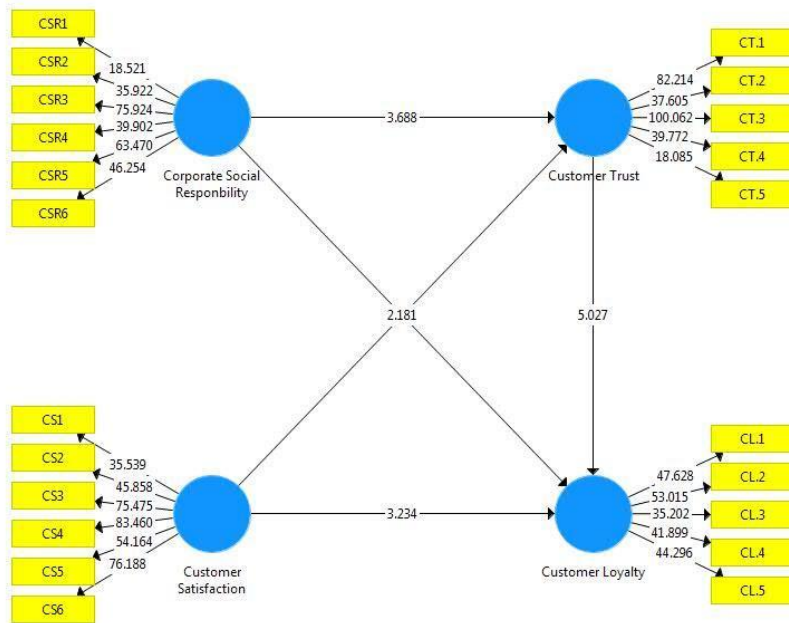 CSR1
CSR2
CSR3
CSR4
CSR5
CSR6
18.521
35.922
75.924
39.902
63.470
46.254
Corporate Social
Responbility
3.688
CT.1
CT.2
CT.3
CT.4
CT.5
82.214
37.605
100.062
39.772
18.085
Customer Trust
2.181
5.027
CS1
CS2
CS3
CS4
CS5
CS6
35.539
45.858
75.475
83.460
54.164
76.188
Customer
Satisfaction
3.234
CL.1
CL.2
CL.3
CL.4
CL.5
47.628
53.015
35.202
41.899
44.296
Customer Loyalty